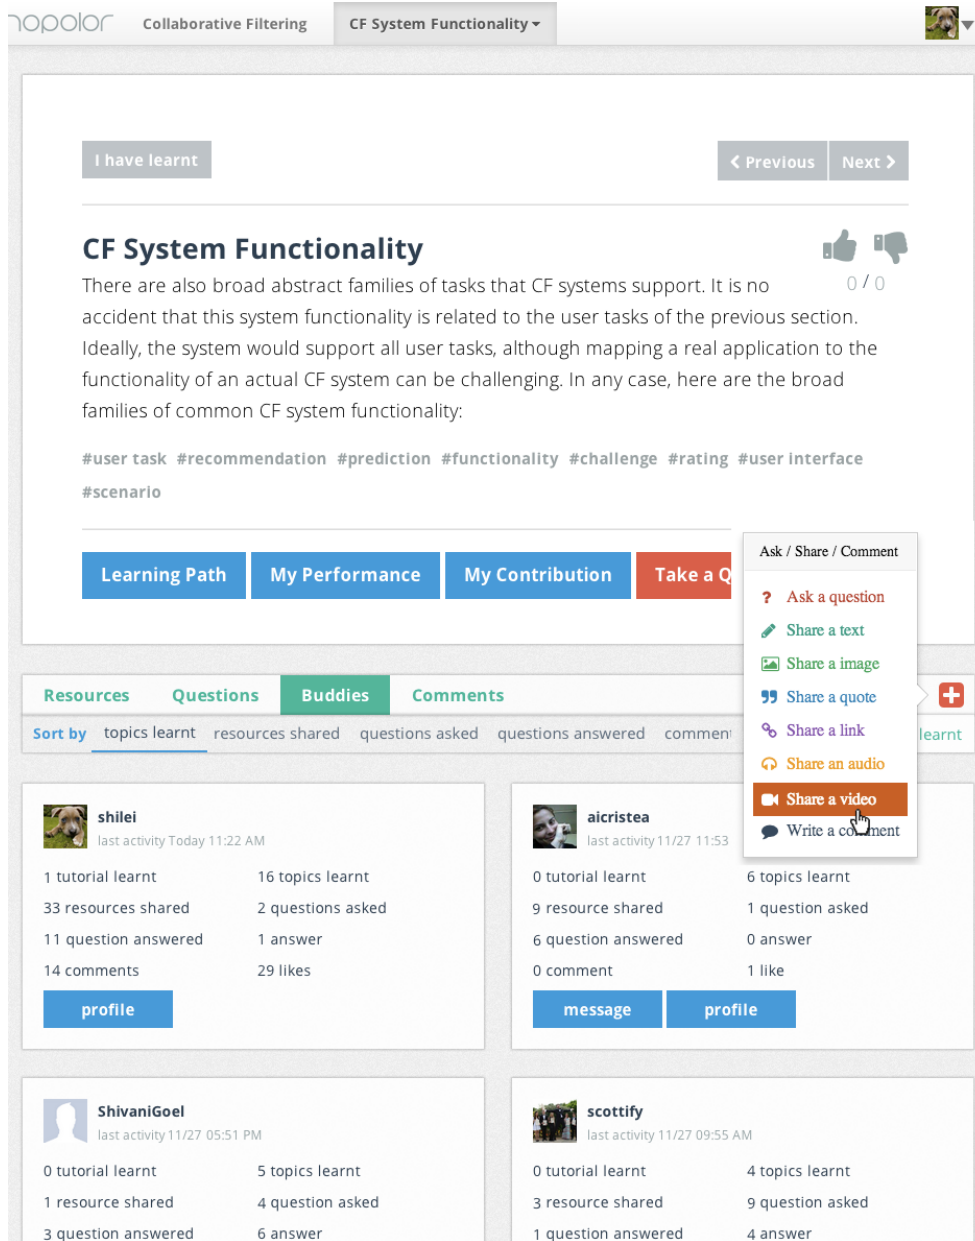 nopolor Collaborative Filtering CF System Functionality
I have learnt
Previous Next
CF System Functionality
There are also broad abstract families of tasks that CF systems support. It is no
0 / 0
accident that this system functionality is related to the user tasks of the previous section.
Ideally, the system would support all user tasks, although mapping a real application to the
functionality of an actual CF system can be challenging. In any case, here are the broad
families of common CF system functionality:
#user task #recommendation #prediction #functionality #challenge #rating #user interface
#scenario
Learning Path My Performance My Contribution Take a Q
Ask / Share / Comment
? Ask a question
Share a text
Share a image
Share a quote
Share a link
Share an audio
Share a video
Write a comment
Resources Questions Buddies Comments
Sort by topics learnt resources shared questions asked questions answered commen learnt
shilei
last activity Today 11:22 AM
1 tutorial learnt 16 topics learnt
33 resources shared 2 questions asked
11 question answered 1 answer
14 comments 29 likes
profile
aicristea
last activity 11/27 11:53
0 tutorial learnt 6 topics learnt
9 resource shared 1 question asked
6 question answered 0 answer
0 comment 1 like
message profile
ShivaniGoel
last activity 11/27 05:51 PM
0 tutorial learnt 5 topics learnt
1 resource shared 4 question asked
3 question answered 6 answer
scottify
last activity 11/27 09:55 AM
0 tutorial learnt 4 topics learnt
3 resource shared 9 question asked
1 question answered 4 answer